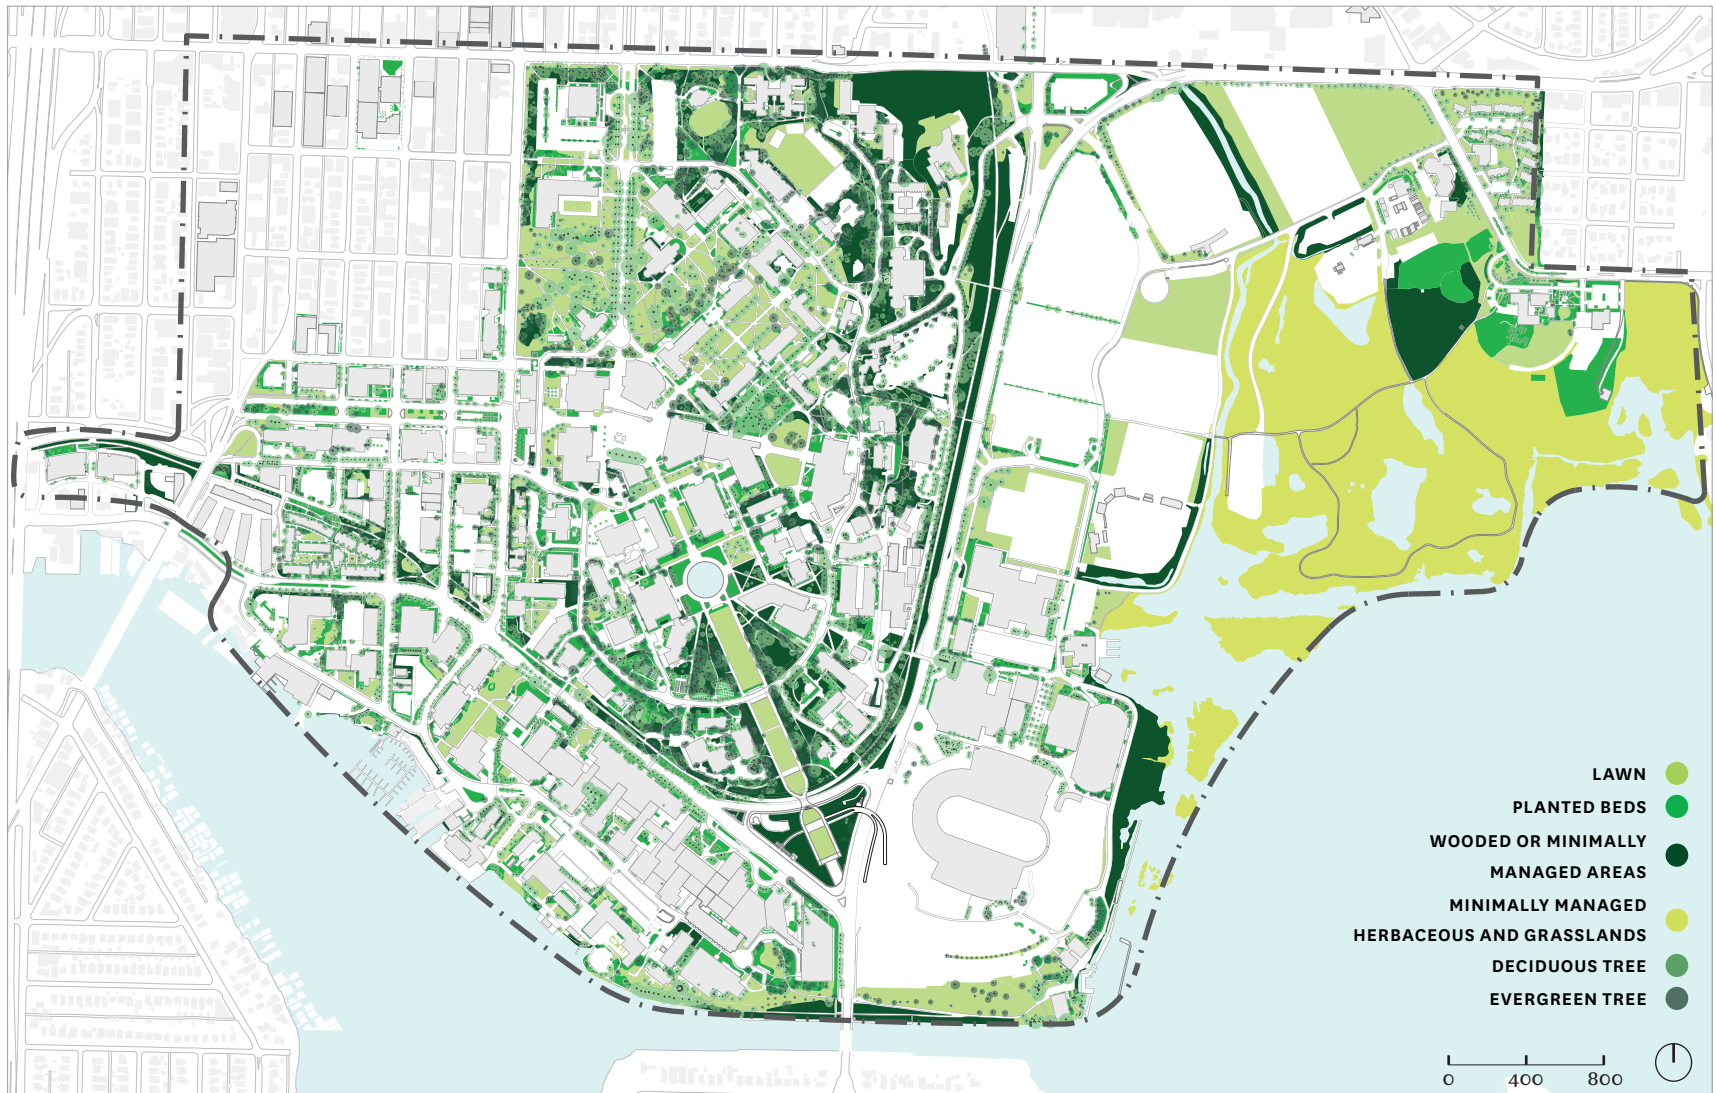 LAWN
PLANTED BEDS
WOODED OR MINIMALLY
MANAGED AREAS
MINIMALLY MANAGED
HERBACEOUS AND GRASSLANDS
DECIDUOUS TREE
EVERGREEN TREE
0 400 800